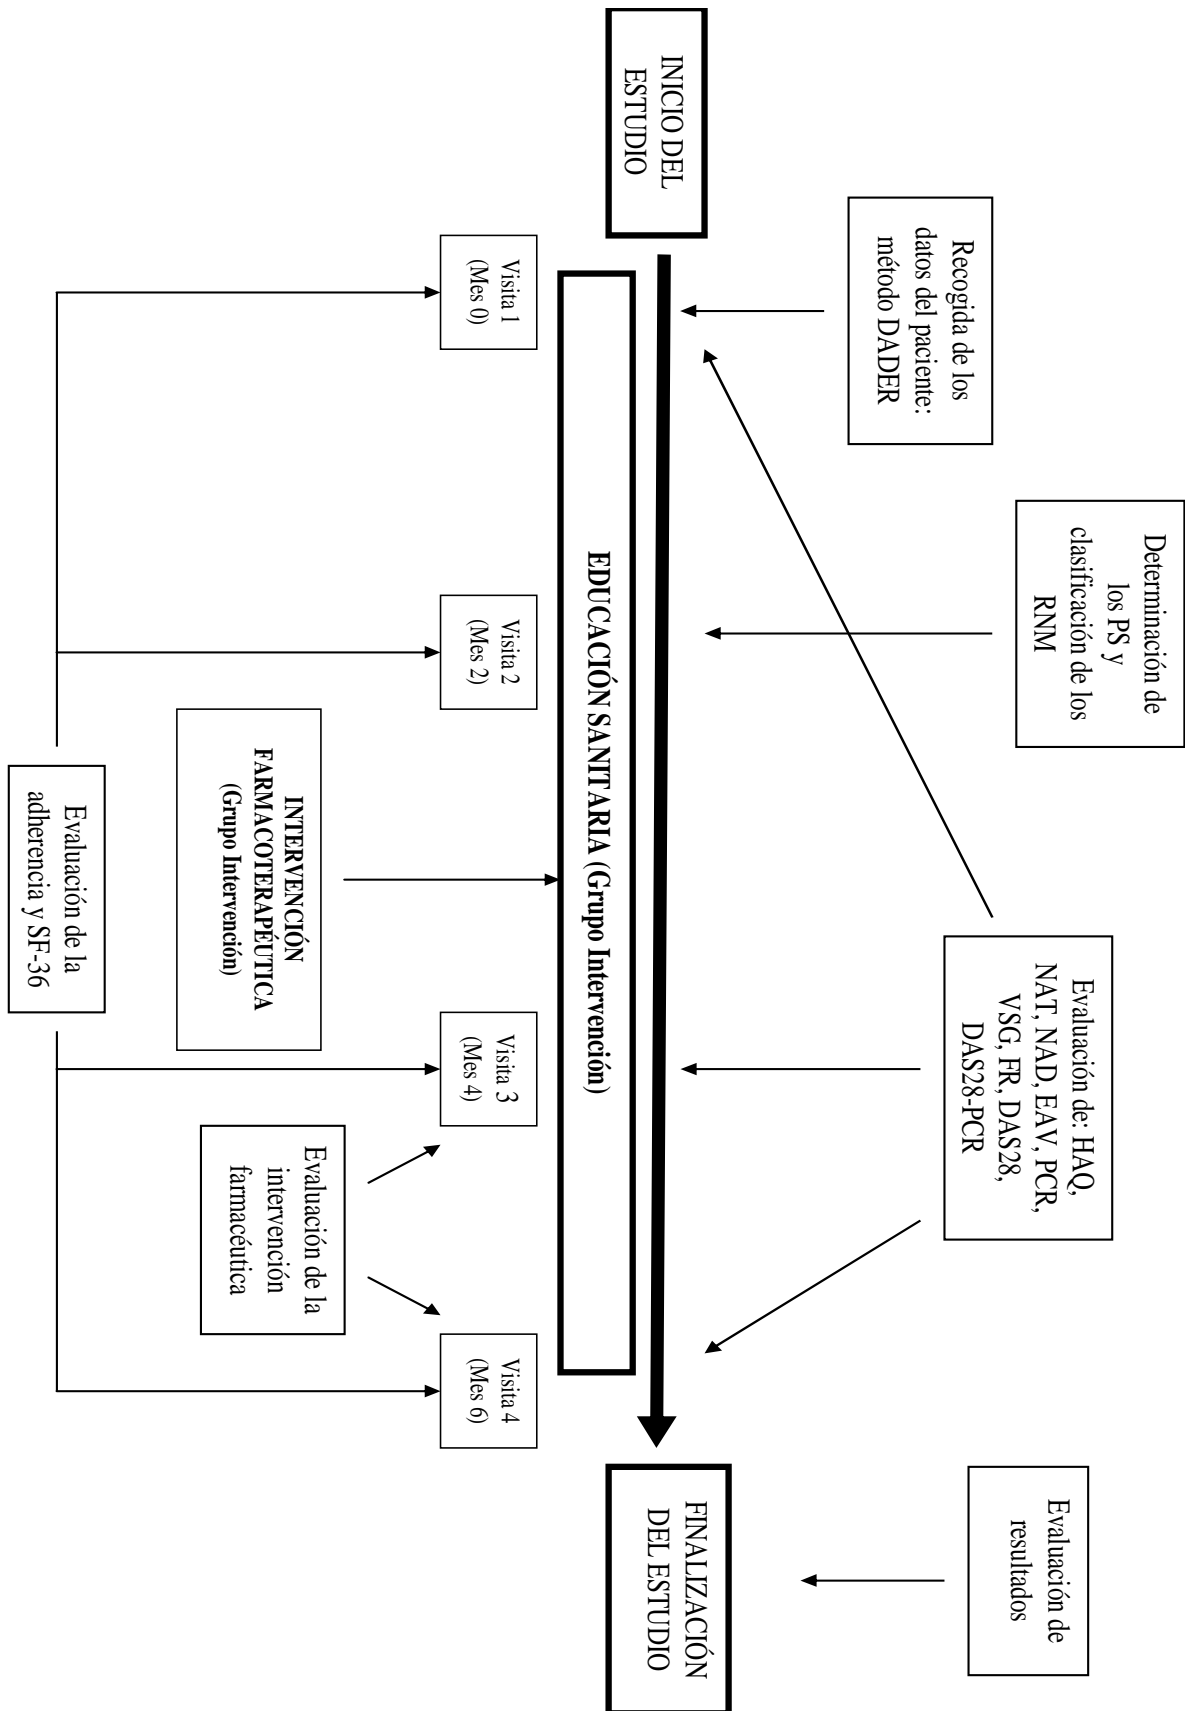 Recogida de los
datos del paciente:
método DADER
Determinación de
los PS y
clasificación de los
RNM
Evaluación de: HAQ,
NAT, NAD, EAV, PCR,
VSG, FR, DAS28,
DAS28-PCR
Evaluación de
resultados
INICIO DEL
ESTUDIO
FINALIZACIÓN
DEL ESTUDIO
EDUCACIÓN SANITARIA (Grupo Intervención)
Visita 1
(Mes 0)
Visita 2
(Mes 2)
Visita 3
(Mes 4)
Visita 4
(Mes 6)
INTERVENCIÓN
FARMACOTERAPÉUTICA
(Grupo Intervención)
Evaluación de la
intervención
farmacéutica
Evaluación de la
adherencia y SF-36